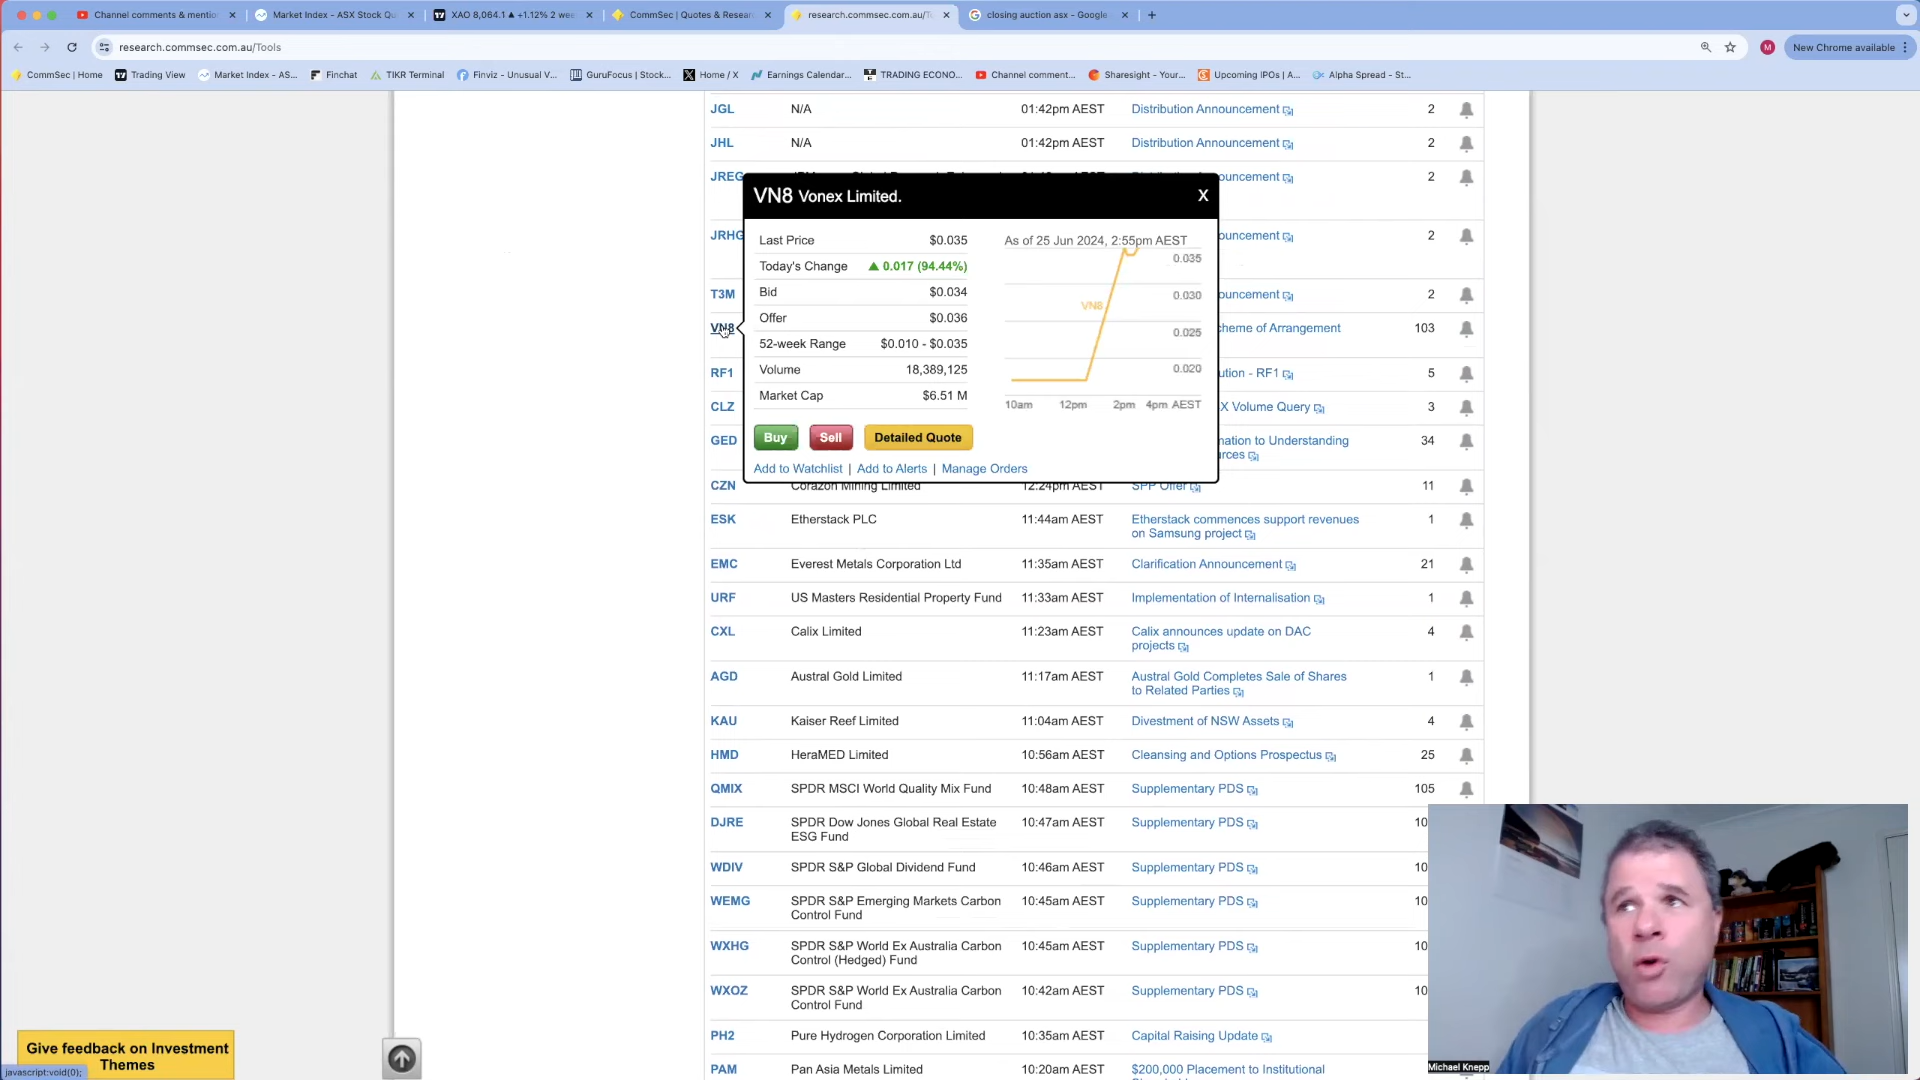 Channel comments & mentio
Market Index - ASX Stock Qu
XAO 8,064.1 ▲ +1.12% 2 wee
CommSec | Quotes & Resear
research.commsec.com.au/T
closing auction asx - Google
research.commsec.com.au/Tools
M
New Chrome available
CommSec | Home
Trading View
Market Index - AS...
Finchat
TIKR Terminal
Finviz - Unusual V...
GuruFocus | Stock...
Home / X
Earnings Calendar...
TRADING ECONO...
Channel comment...
Sharesight - Your...
Upcoming IPOs | A...
Alpha Spread - St...
JGL N/A 01:42pm AEST Distribution Announcement 2
JHL N/A 01:42pm AEST Distribution Announcement 2
JREG ouncement 2
JRHG ouncement 2
T3M ouncement 2
VN8 cheme of Arrangement 103
RF1 ution - RF1 5
CLZ X Volume Query 3
GED nation to Understanding 34
urces
VN8 Vonex Limited. X
Last Price $0.035
Today's Change ▲ 0.017 (94.44%)
Bid $0.034
Offer $0.036
52-week Range $0.010 - $0.035
Volume 18,389,125
Market Cap $6.51 M
As of 25 Jun 2024, 2:55pm AEST
0.035
VN8
0.030
0.025
0.020
10am 12pm 2pm 4pm AEST
Buy Sell Detailed Quote
Add to Watchlist | Add to Alerts | Manage Orders
CZN Corazon Mining Limited 12:24pm AEST SPP Offer 11
ESK Etherstack PLC 11:44am AEST Etherstack commences support revenues 1
on Samsung project
EMC Everest Metals Corporation Ltd 11:35am AEST Clarification Announcement 21
URF US Masters Residential Property Fund 11:33am AEST Implementation of Internalisation 1
CXL Calix Limited 11:23am AEST Calix announces update on DAC 4
projects
AGD Austral Gold Limited 11:17am AEST Austral Gold Completes Sale of Shares 1
to Related Parties
KAU Kaiser Reef Limited 11:04am AEST Divestment of NSW Assets 4
HMD HeraMED Limited 10:56am AEST Cleansing and Options Prospectus 25
QMIX SPDR MSCI World Quality Mix Fund 10:48am AEST Supplementary PDS 105
DJRE SPDR Dow Jones Global Real Estate 10:47am AEST Supplementary PDS 10
ESG Fund
WDIV SPDR S&P Global Dividend Fund 10:46am AEST Supplementary PDS 10
WEMG SPDR S&P Emerging Markets Carbon 10:45am AEST Supplementary PDS 10
Control Fund
WXHG SPDR S&P World Ex Australia Carbon 10:45am AEST Supplementary PDS 10
Control (Hedged) Fund
WXOZ SPDR S&P World Ex Australia Carbon 10:42am AEST Supplementary PDS 10
Control Fund
PH2 Pure Hydrogen Corporation Limited 10:35am AEST Capital Raising Update
PAM Pan Asia Metals Limited 10:20am AEST $200,000 Placement to Institutional
Give feedback on Investment
Themes
javascript:void(0);
Michael Knepp